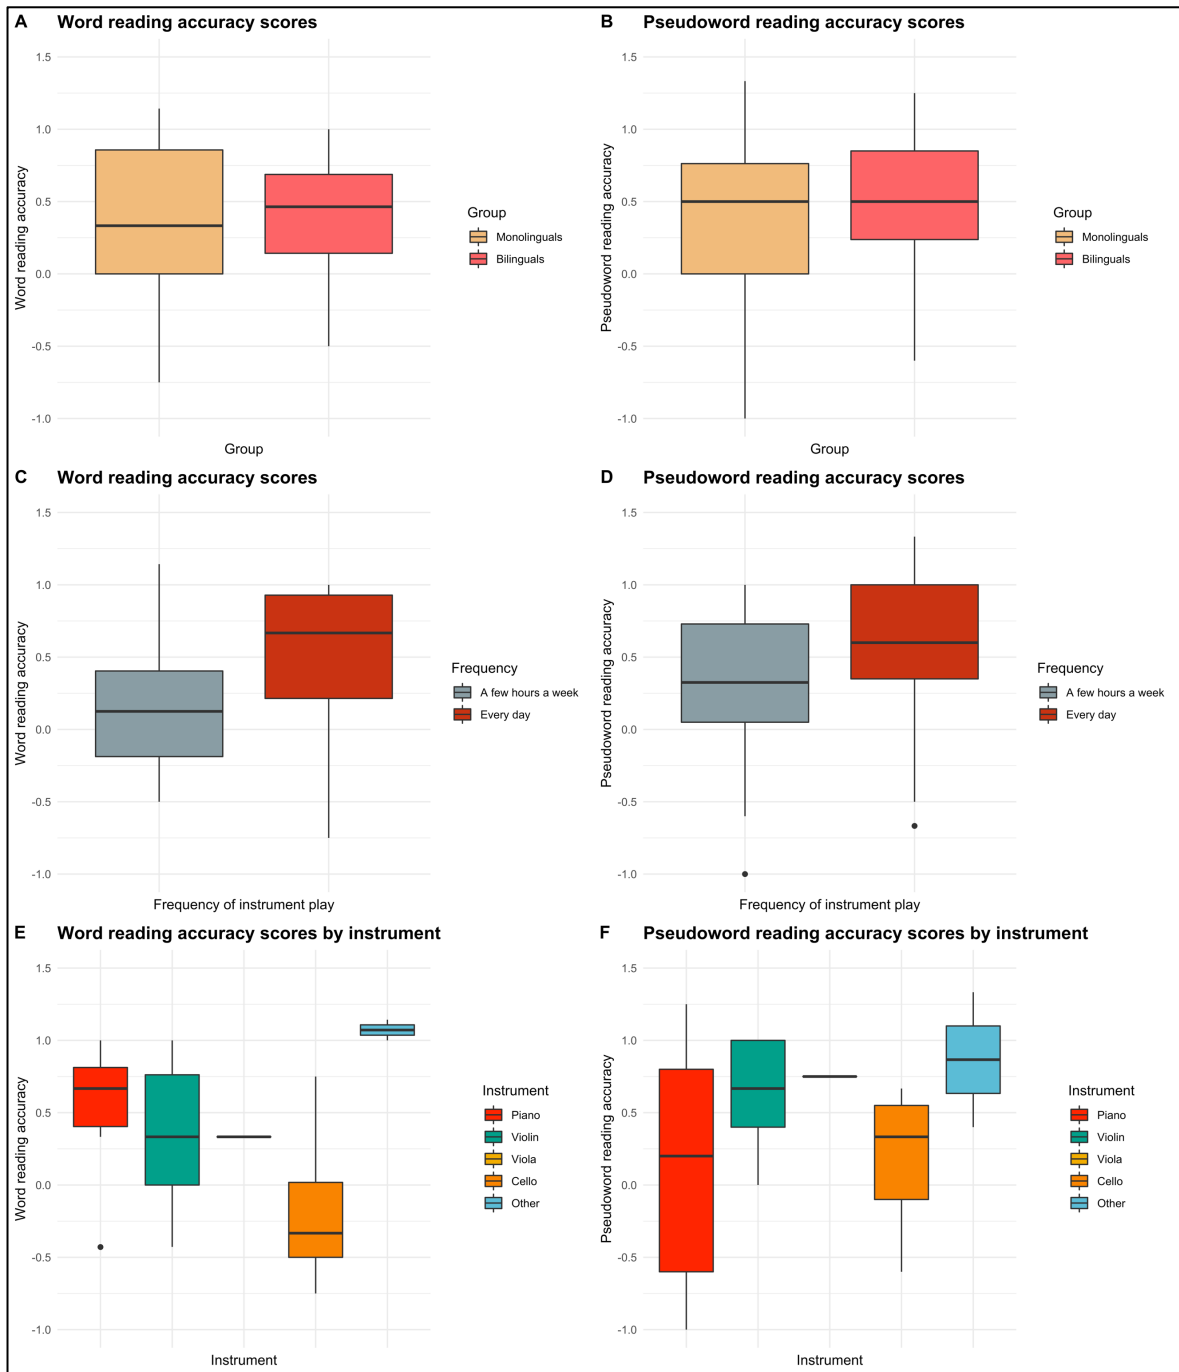 A Word reading accuracy scores
1.5
1.0
0.5
0.0
-0.5
-1.0
Word reading accuracy
Group
Group
Monolinguals
Bilinguals
B Pseudoword reading accuracy scores
1.5
1.0
0.5
0.0
-0.5
-1.0
Pseudoword reading accuracy
Group
Group
Monolinguals
Bilinguals
C Word reading accuracy scores
1.5
1.0
0.5
0.0
-0.5
-1.0
Word reading accuracy
Frequency of instrument play
Frequency
A few hours a week
Every day
D Pseudoword reading accuracy scores
1.5
1.0
0.5
0.0
-0.5
-1.0
Pseudoword reading accuracy
Frequency of instrument play
Frequency
A few hours a week
Every day
E Word reading accuracy scores by instrument
1.5
1.0
0.5
0.0
-0.5
-1.0
Word reading accuracy
Instrument
Instrument
Piano
Violin
Viola
Cello
Other
F Pseudoword reading accuracy scores by instrument
1.5
1.0
0.5
0.0
-0.5
-1.0
Pseudoword reading accuracy
Instrument
Instrument
Piano
Violin
Viola
Cello
Other